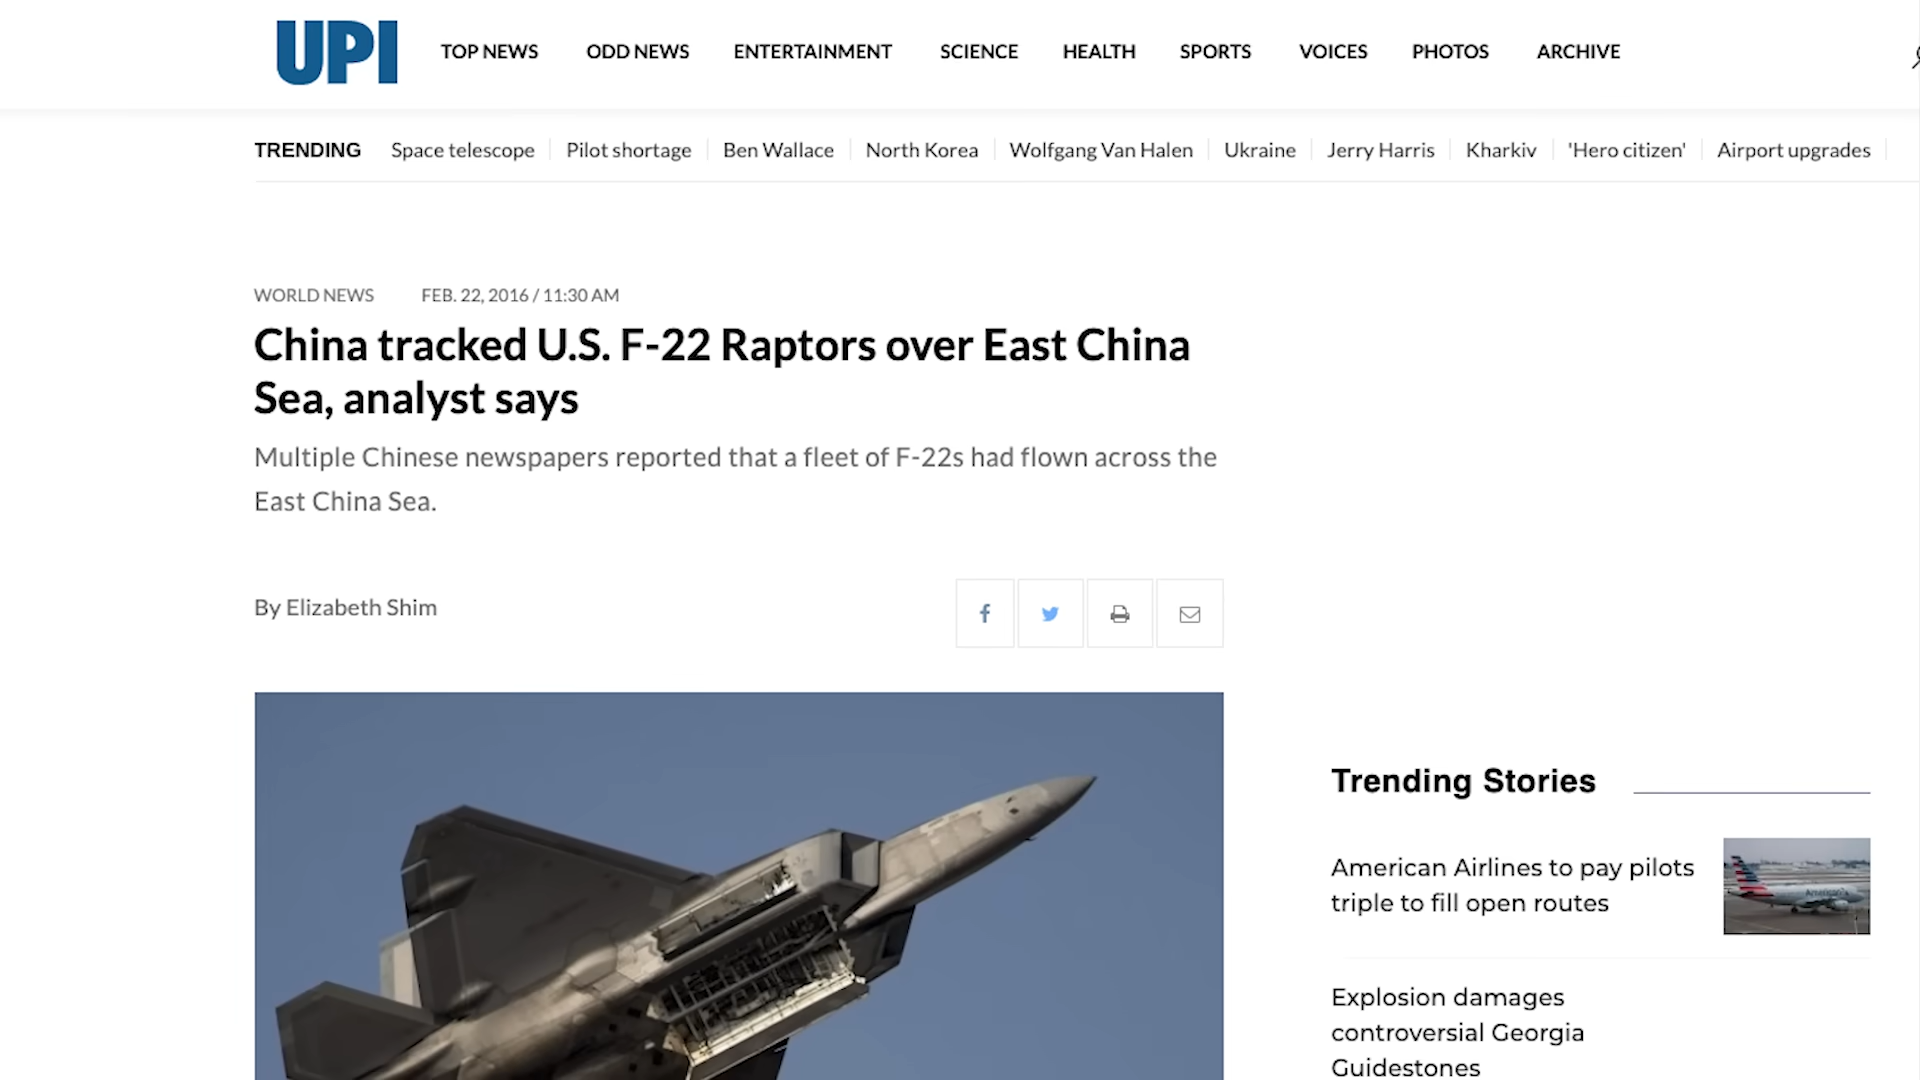 UPI
TOP NEWS ODD NEWS ENTERTAINMENT SCIENCE HEALTH SPORTS VOICES PHOTOS ARCHIVE
TRENDING Space telescope Pilot shortage Ben Wallace North Korea Wolfgang Van Halen Ukraine Jerry Harris Kharkiv 'Hero citizen' Airport upgrades
WORLD NEWS FEB. 22, 2016 / 11:30 AM
China tracked U.S. F-22 Raptors over East China
Sea, analyst says
Multiple Chinese newspapers reported that a fleet of F-22s had flown across the
East China Sea.
By Elizabeth Shim
Trending Stories
American Airlines to pay pilots
triple to fill open routes
American
Explosion damages
controversial Georgia
Guidestones